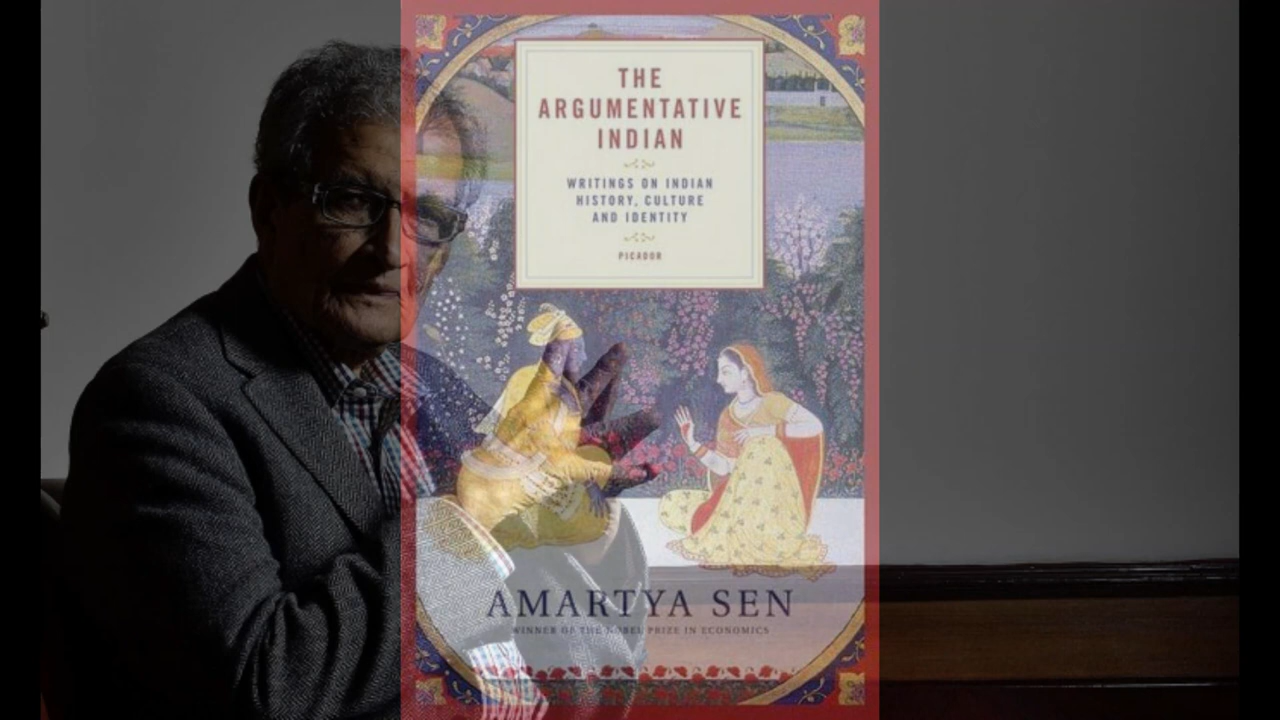 THE
ARGUMENTATIVE
INDIAN
WRITINGS ON INDIAN
HISTORY, CULTURE
AND IDENTITY
PICADOR
AMARTYA SEN
WINNER OF THE NOBEL PRIZE IN ECONOMICS